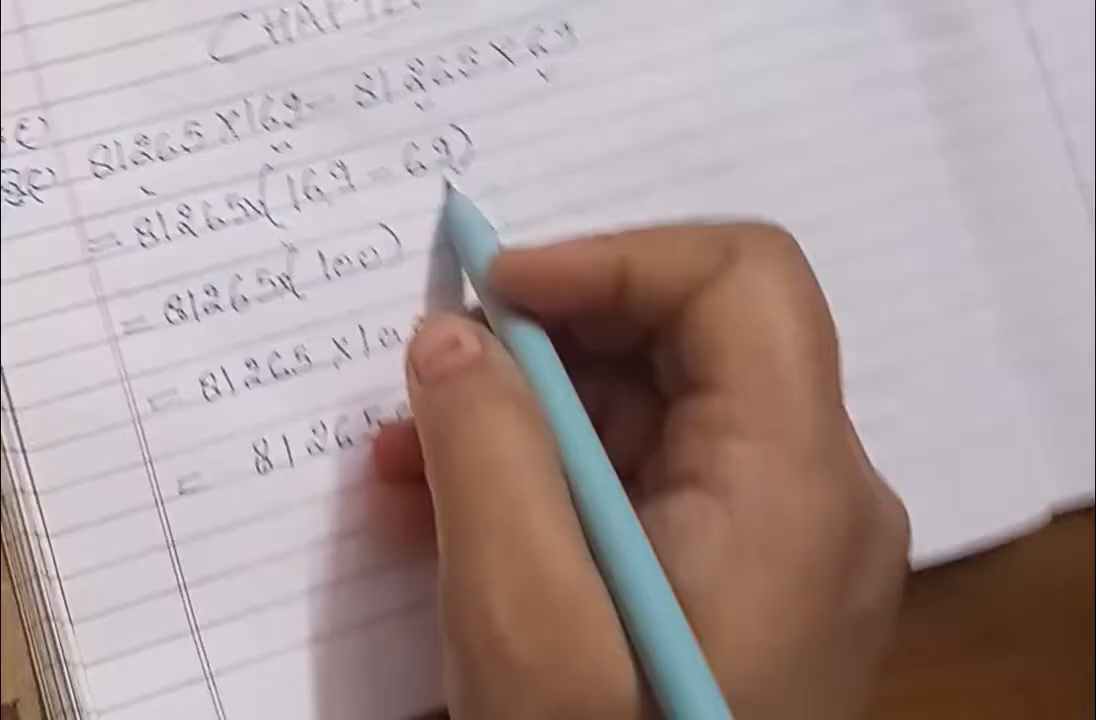 CHAPTER
81265 × 169 - 81265 × 69
= 81265 × (169 - 69)
= 81265 × (100)
= 81265 × 100
= 81265